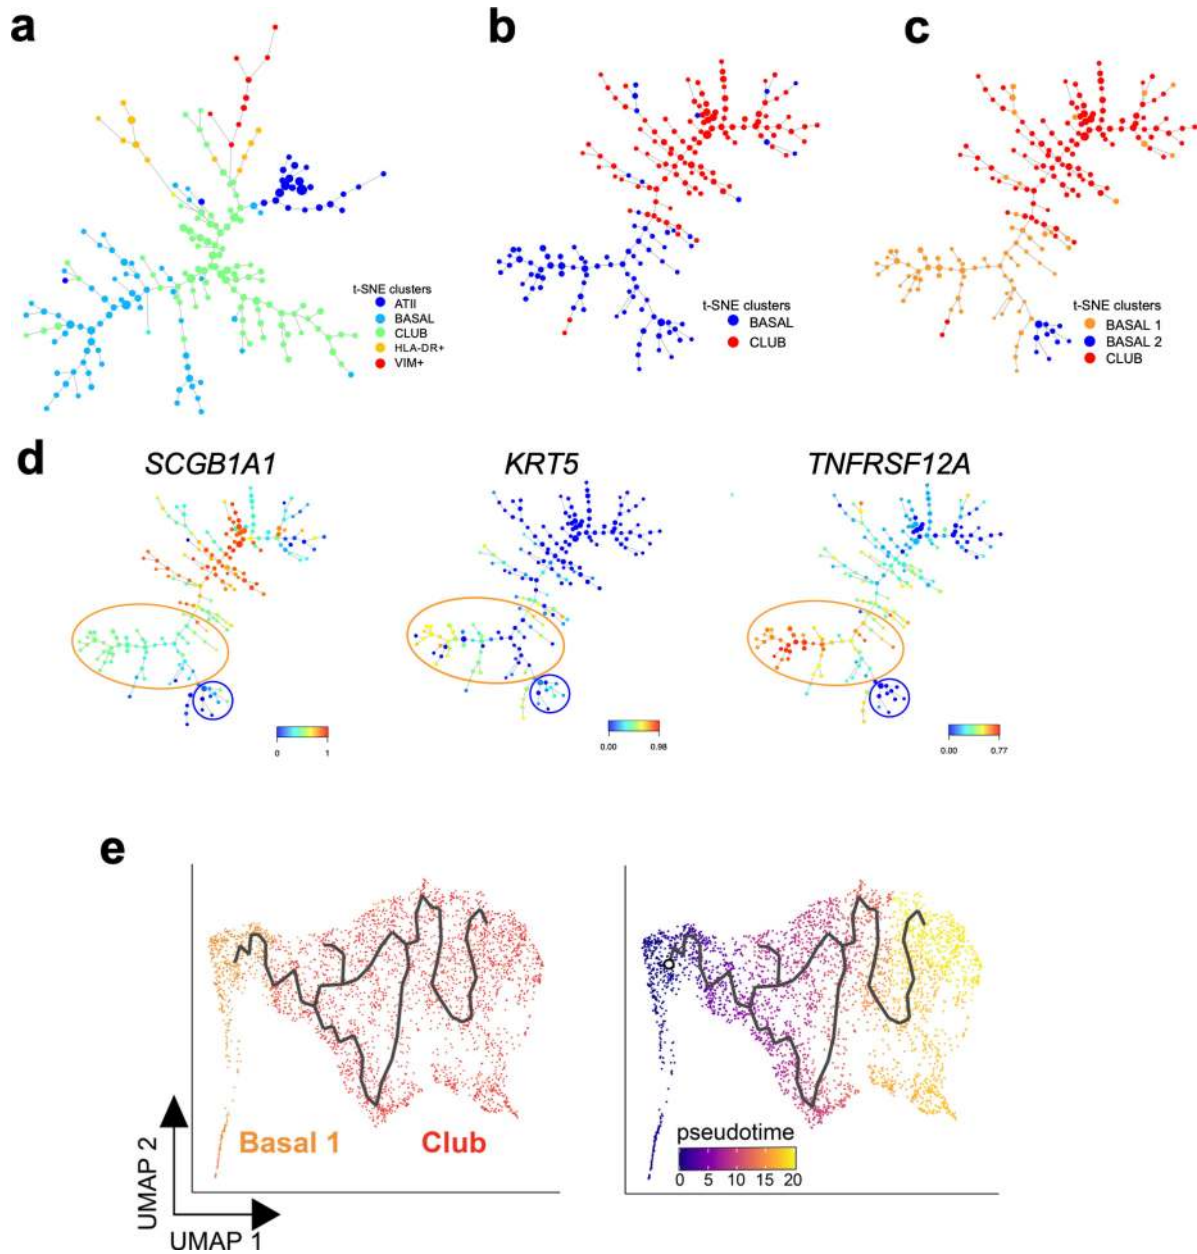 a
b
c
t-SNE clusters
ATII
BASAL
CLUB
HLA-DR+
VIM+
t-SNE clusters
BASAL
CLUB
t-SNE clusters
BASAL 1
BASAL 2
CLUB
d
SCGB1A1
KRT5
TNFRSF12A
0 1
0.00 0.98
0.00 0.77
e
Basal 1
Club
UMAP 2
UMAP 1
pseudotime
0 5 10 15 20